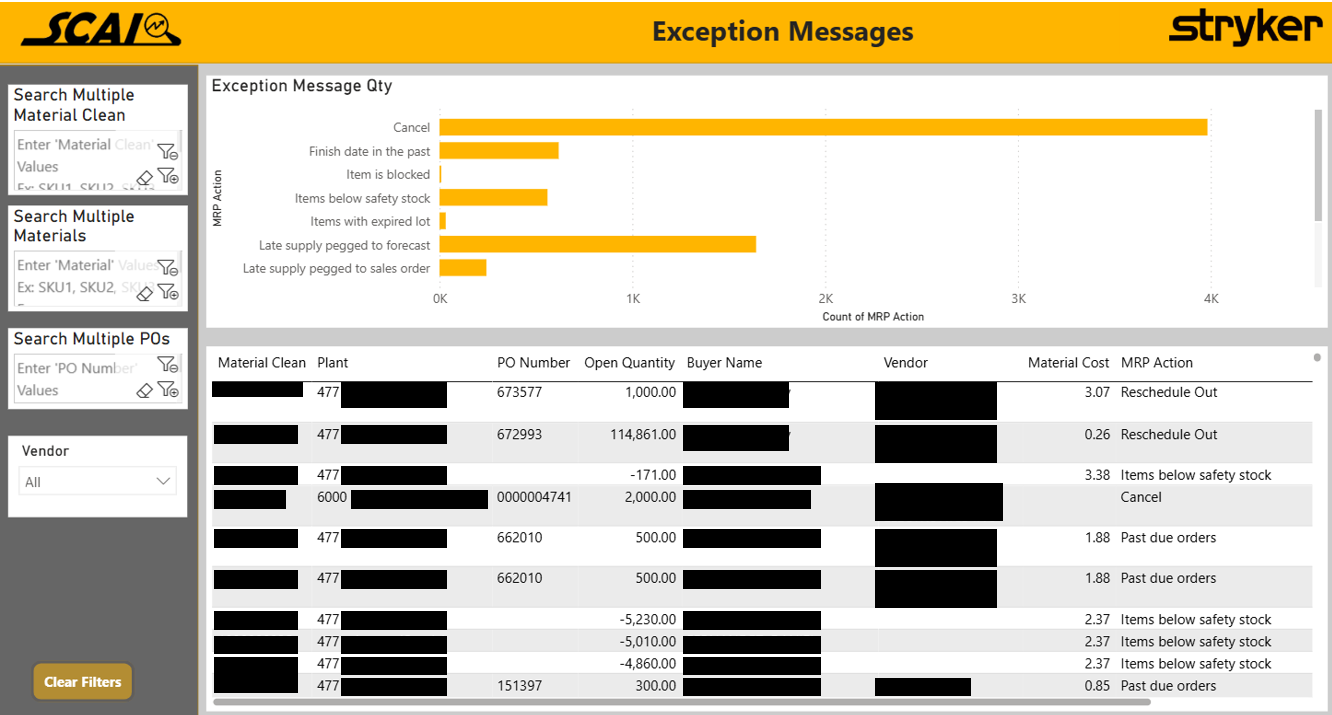 SCAI
Exception Messages
stryker
Search Multiple
Material Clean
Enter 'Material Clean'
Values
Ex: SKU1, SKU2, SKU3
Search Multiple
Materials
Enter 'Material' Values
Ex: SKU1, SKU2, SKU3
Search Multiple POs
Enter 'PO Number'
Values
Vendor
All
Clear Filters
Exception Message Qty
MRP Action
Cancel
Finish date in the past
Item is blocked
Items below safety stock
Items with expired lot
Late supply pegged to forecast
Late supply pegged to sales order
0K 1K 2K 3K 4K
Count of MRP Action
Material Clean Plant PO Number Open Quantity Buyer Name Vendor Material Cost MRP Action
477 673577 1,000.00 3.07 Reschedule Out
477 672993 114,861.00 0.26 Reschedule Out
477 -171.00 3.38 Items below safety stock
6000 0000004741 2,000.00 Cancel
477 662010 500.00 1.88 Past due orders
477 662010 500.00 1.88 Past due orders
477 -5,230.00 2.37 Items below safety stock
477 -5,010.00 2.37 Items below safety stock
477 -4,860.00 2.37 Items below safety stock
477 151397 300.00 0.85 Past due orders